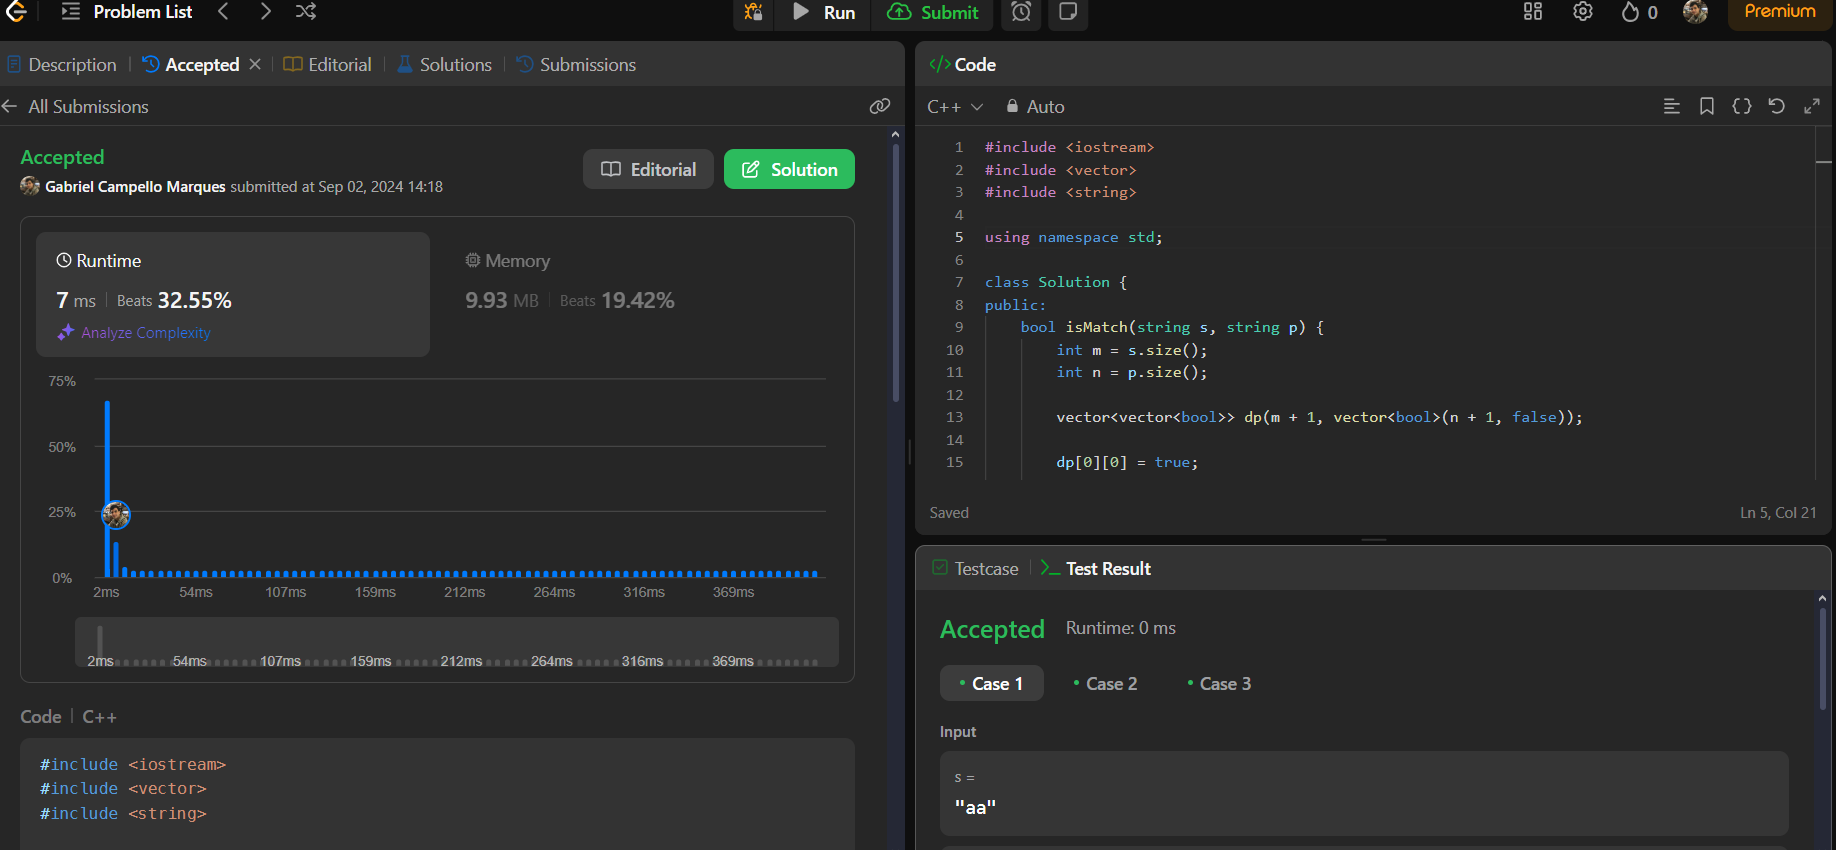 Problem List
Run
Submit
0
Premium
Description
Accepted
Editorial
Solutions
Submissions
All Submissions
Accepted
Gabriel Campello Marques submitted at Sep 02, 2024 14:18
Editorial
Solution
Runtime
7 ms
Beats 32.55%
Analyze Complexity
Memory
9.93 MB
Beats 19.42%
75%
50%
25%
0%
2ms 54ms 107ms 159ms 212ms 264ms 316ms 369ms
2ms 54ms 107ms 159ms 212ms 264ms 316ms 369ms
Code
C++
#include <iostream>
#include <vector>
#include <string>
</> Code
C++
Auto
1 #include <iostream>
2 #include <vector>
3 #include <string>
4
5 using namespace std;
6
7 class Solution {
8 public:
9     bool isMatch(string s, string p) {
10         int m = s.size();
11         int n = p.size();
12
13         vector<vector<bool>> dp(m + 1, vector<bool>(n + 1, false));
14
15         dp[0][0] = true;
Saved
Ln 5, Col 21
Testcase
Test Result
Accepted
Runtime: 0 ms
Case 1
Case 2
Case 3
Input
s =
"aa"